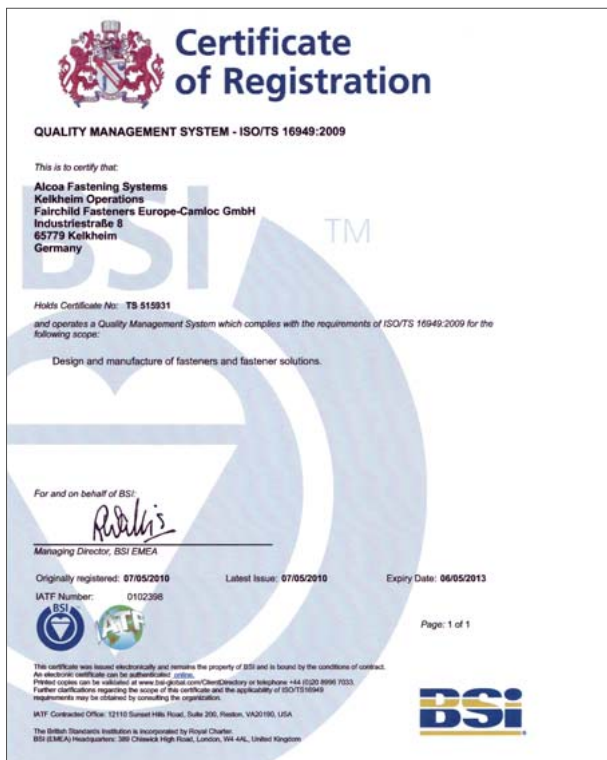 Certificate
of Registration
QUALITY MANAGEMENT SYSTEM - ISO/TS 16949:2009
This is to certify that:
Alcoa Fastening Systems
Kelkheim Operations
Fairchild Fasteners Europe-Camloc GmbH
Industriestraße 8
65779 Kelkheim
Germany
BSI
TM
Holds Certificate No: TS 515931
and operates a Quality Management System which complies with the requirements of ISO/TS 16949:2009 for the
following scope:
Design and manufacture of fasteners and fastener solutions.
For and on behalf of BSI:
Managing Director, BSI EMEA
Originally registered: 07/05/2010 Latest Issue: 07/05/2010 Expiry Date: 06/05/2013
IATF Number: 0102398
BSI
IATF
Page: 1 of 1
This certificate was issued electronically and remains the property of BSI and is bound by the conditions of contract.
An electronic certificate can be authenticated online.
Printed copies can be validated at www.bsi-global.com/ClientDirectory or telephone +44 (0)20 8996 7033.
Further clarifications regarding the scope of this certificate and the applicability of ISO/TS16949
requirements may be obtained by consulting the organization.
IATF Contracted Office: 12110 Sunset Hills Road, Suite 200, Reston, VA20190, USA
The British Standards Institution is incorporated by Royal Charter.
BSI (EMEA) Headquarters: 389 Chiswick High Road, London, W4 4AL, United Kingdom
BSi